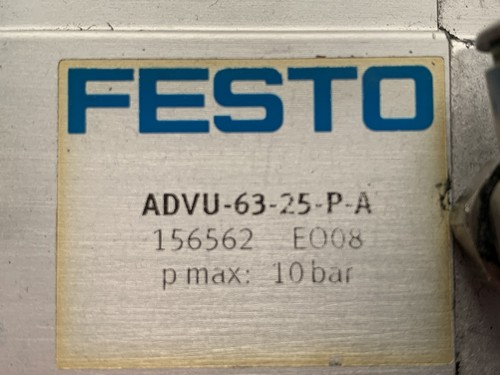 FESTO
ADVU-63-25-P-A
156562 E008
p max: 10 bar